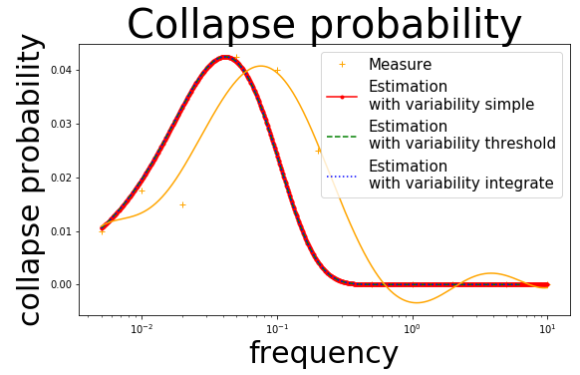 Collapse probability
collapse probability
0.04
0.03
0.02
0.01
0.00
Measure
Estimation
with variability simple
Estimation
with variability threshold
Estimation
with variability integrate
10⁻² 10⁻¹ 10⁰ 10¹
frequency